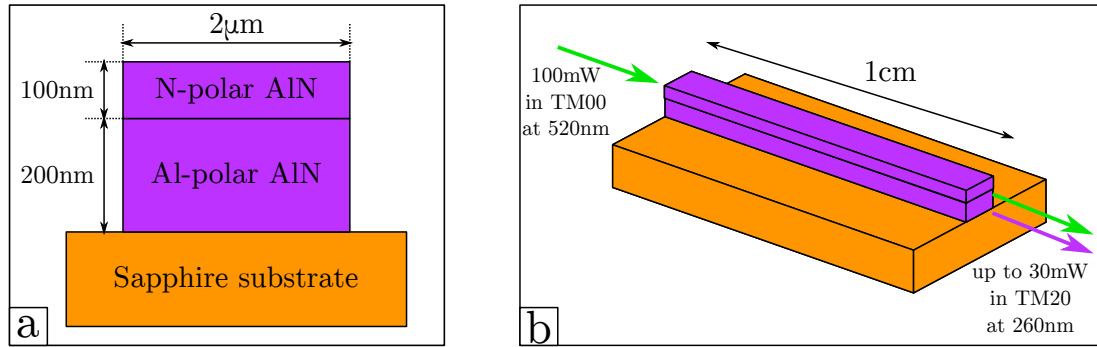 2μm
100nm
N-polar AlN
200nm
Al-polar AlN
Sapphire substrate
a
100mW
in TM00
at 520nm
1cm
up to 30mW
in TM20
at 260nm
b